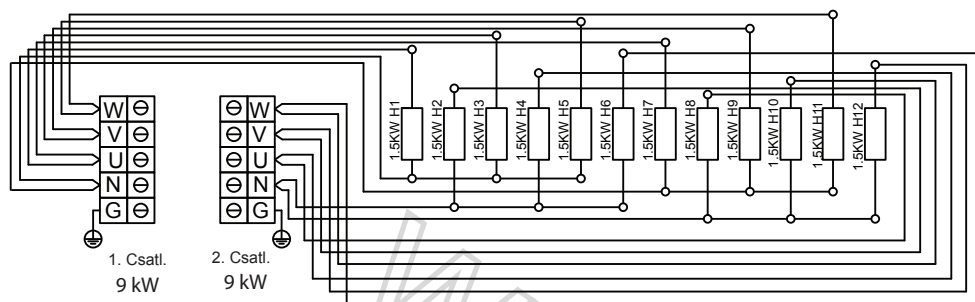 1.5KW H1
1.5KW H2
1.5KW H3
1.5KW H4
1.5KW H5
1.5KW H6
1.5KW H7
1.5KW H8
1.5KW H9
1.5KW H10
1.5KW H11
1.5KW H12
W
V
U
N
G
W
V
U
N
G
1. Csatl.
9 kW
2. Csatl.
9 kW